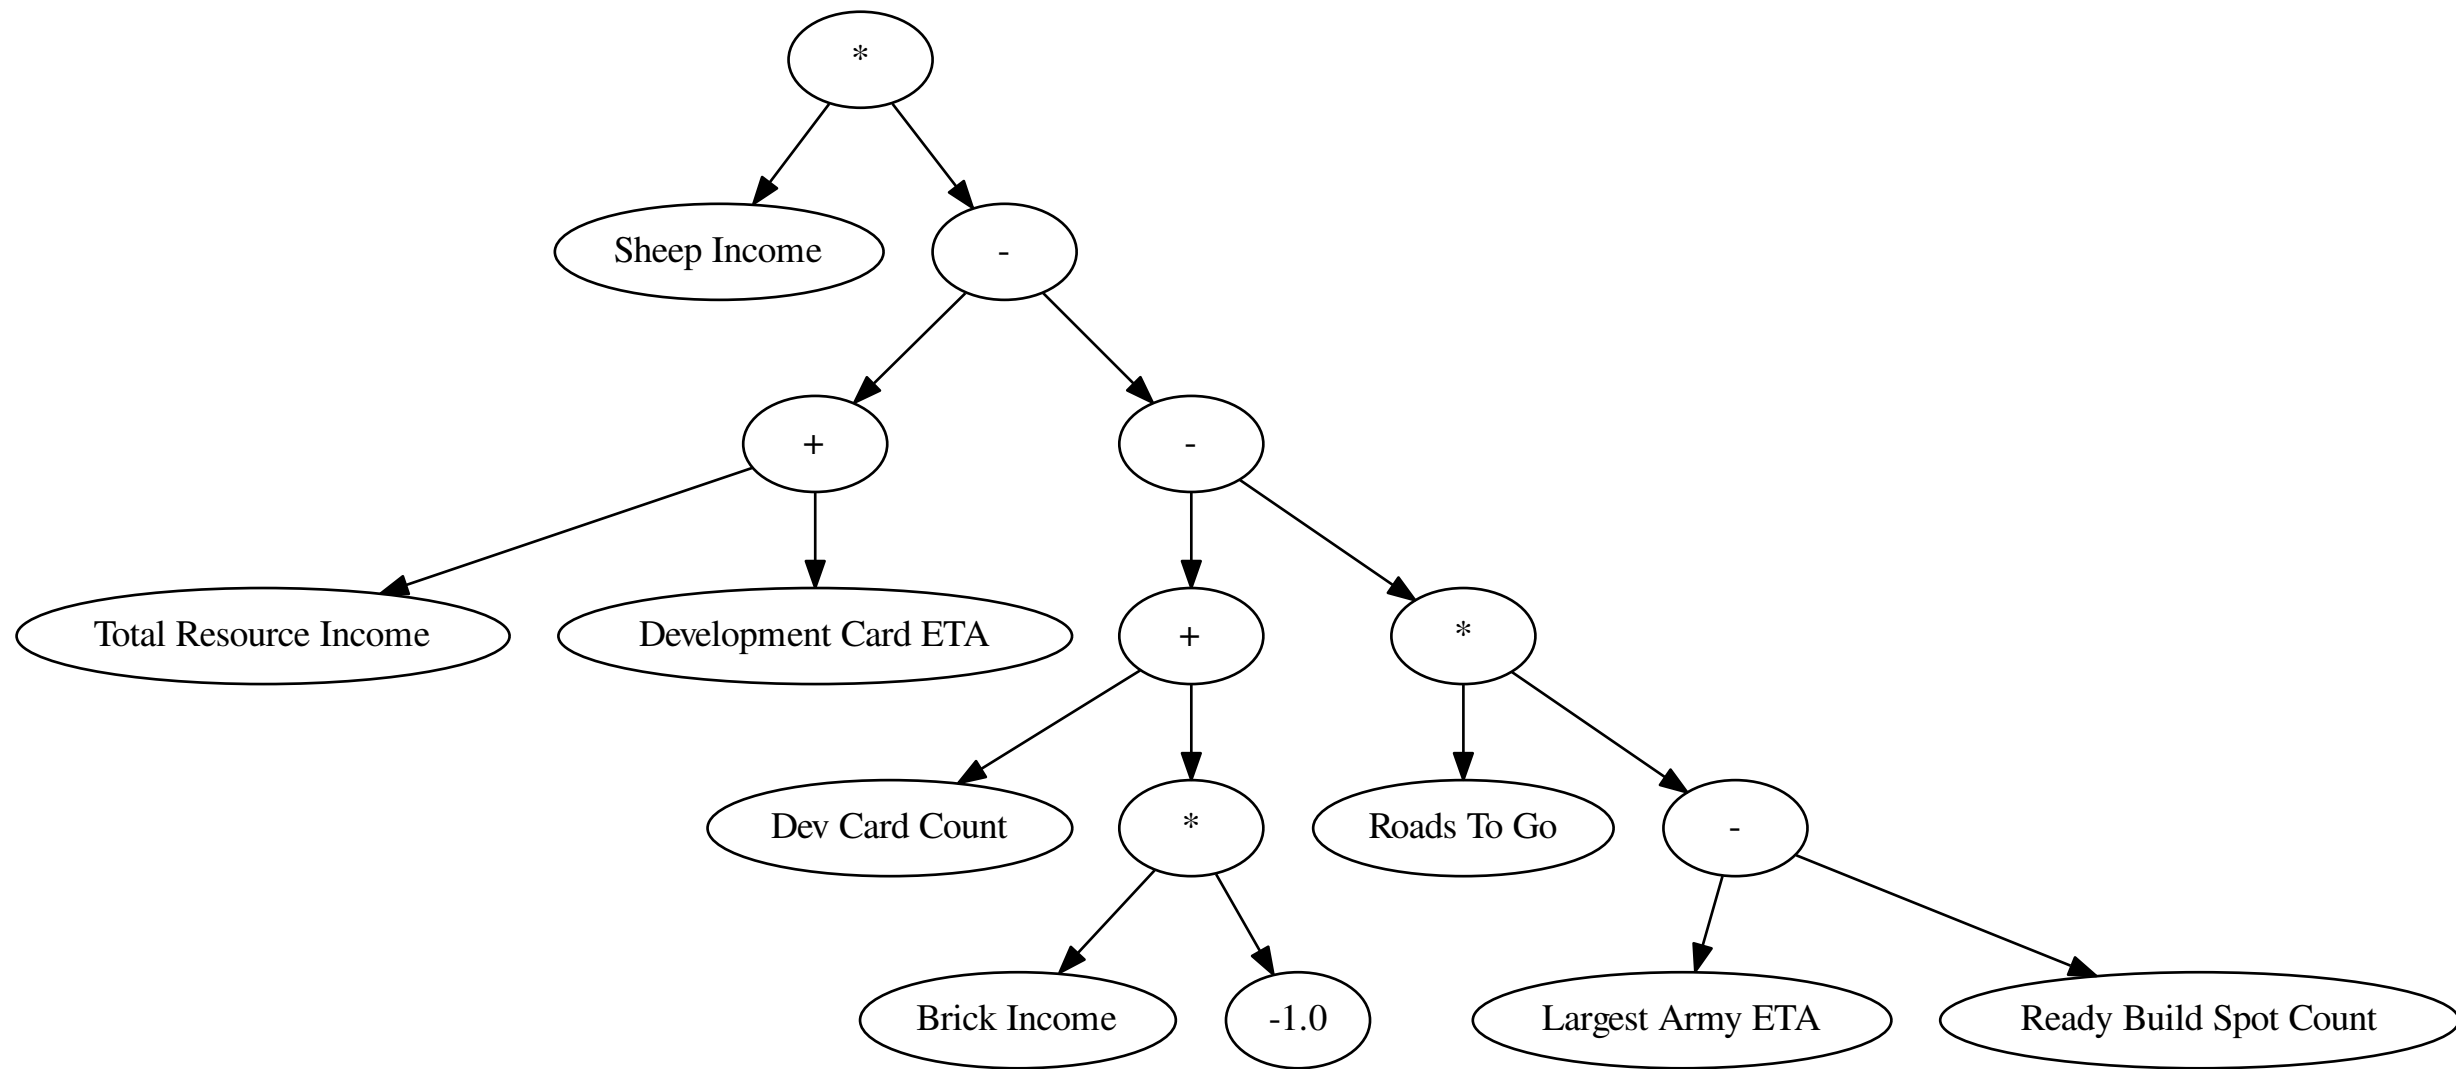 *
Sheep Income
-
+
-
Total Resource Income
Development Card ETA
+
*
Dev Card Count
*
Roads To Go
-
Brick Income
-1.0
Largest Army ETA
Ready Build Spot Count